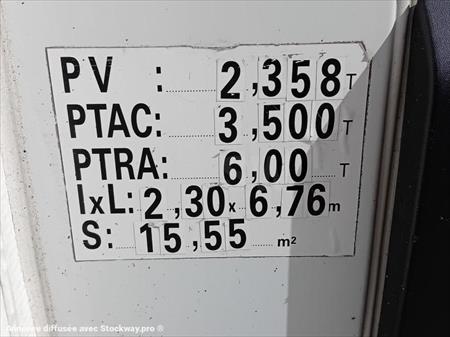 PV : 2,358 T
PTAC: 3,500 T
PTRA: 6,00 T
IxL: 2,30 x 6,76 m
S: 15,55 m²
Annonce diffusée avec Stockway.pro ®